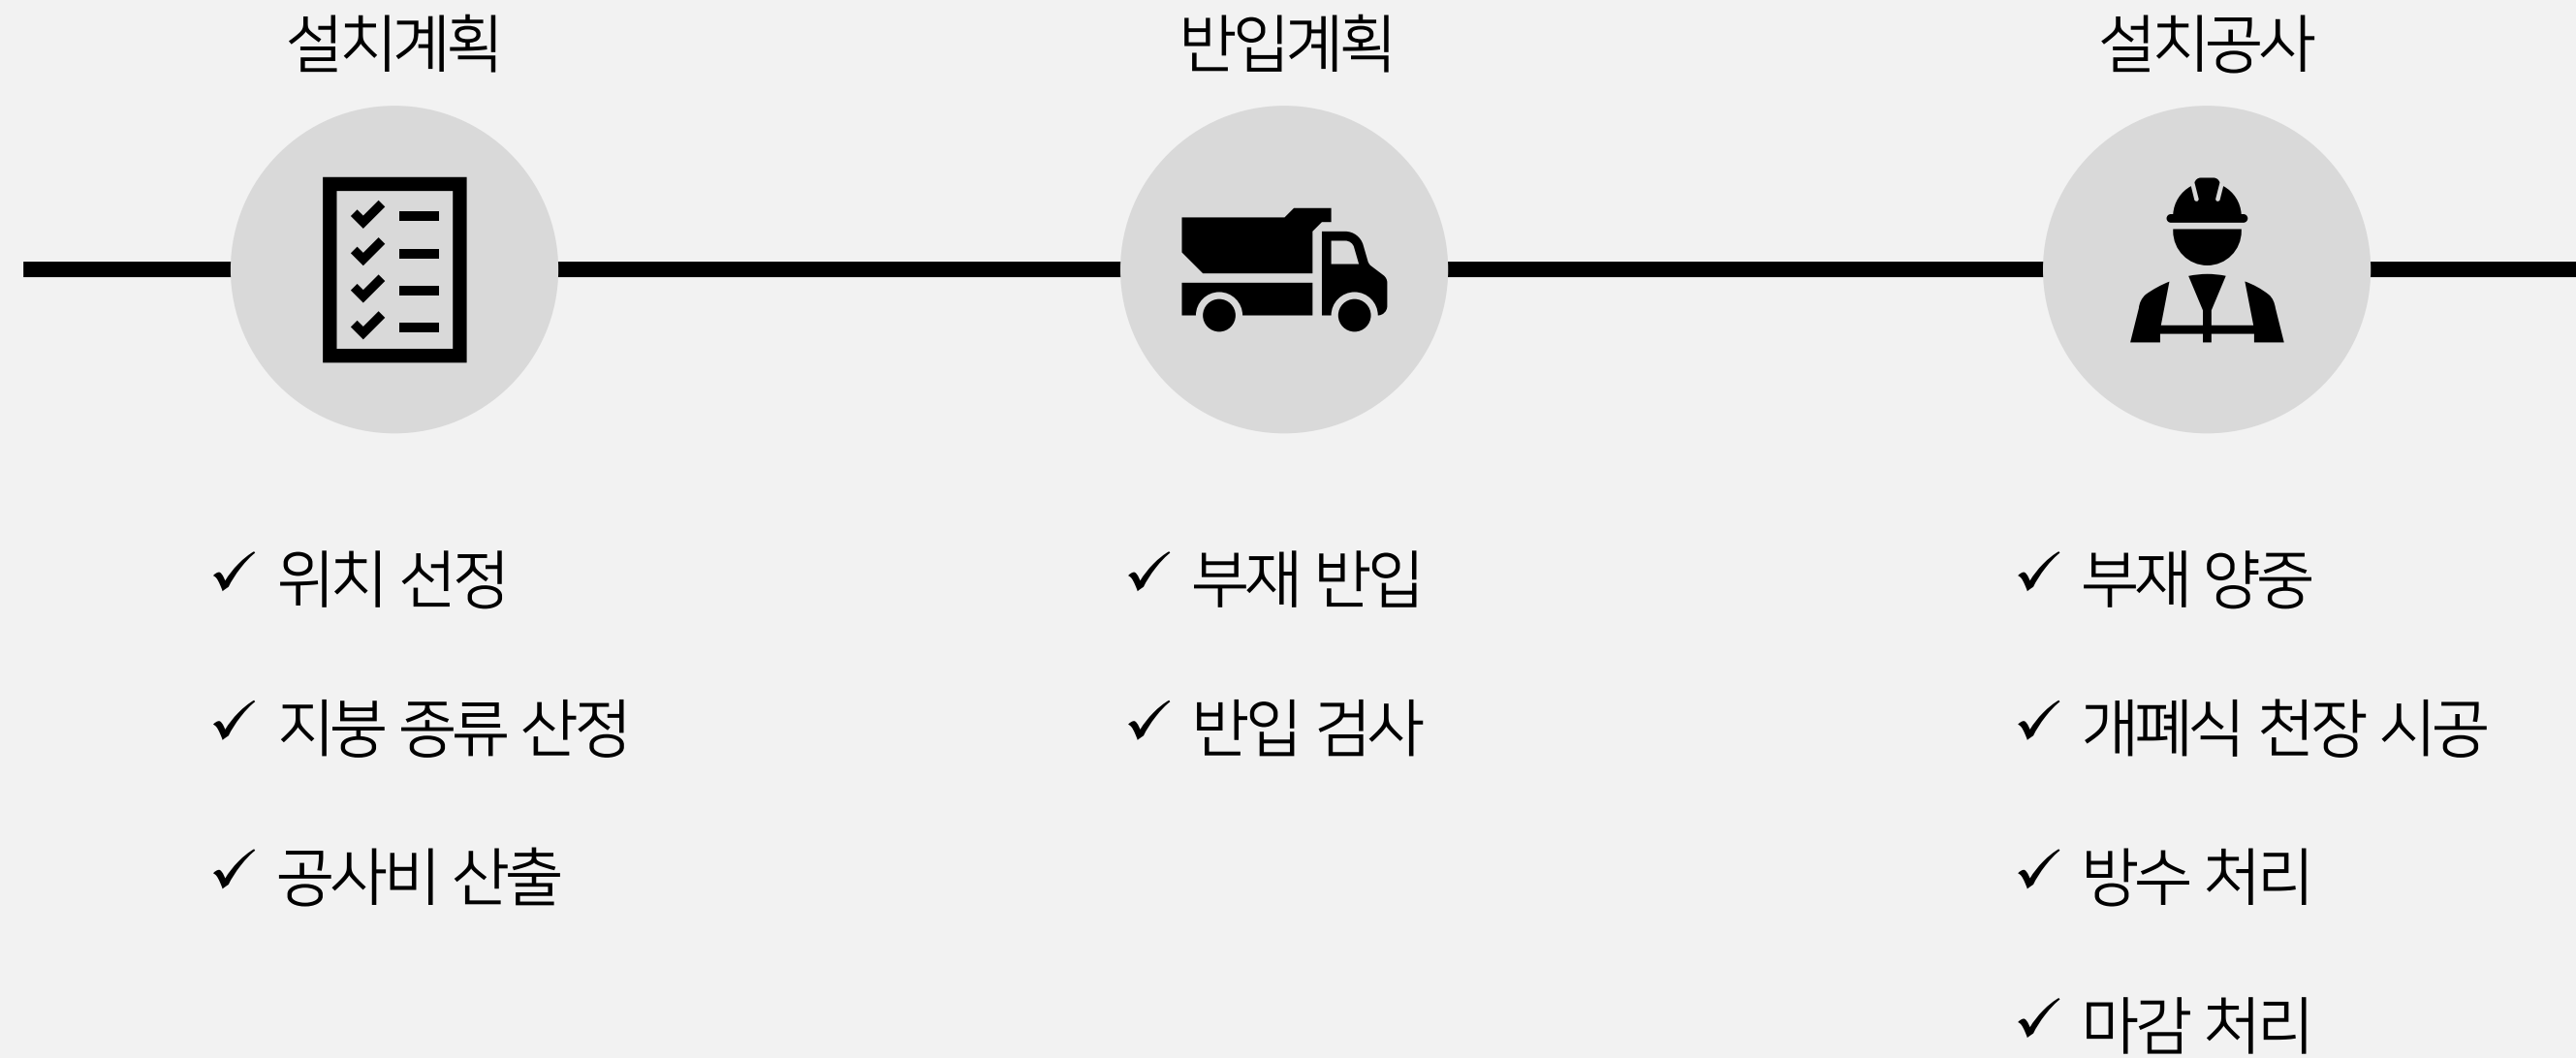 설치계획
위치 선정
지붕 종류 산정
공사비 산출
반입계획
부재 반입
반입 검사
설치공사
부재 양중
개폐식 천장 시공
방수 처리
마감 처리